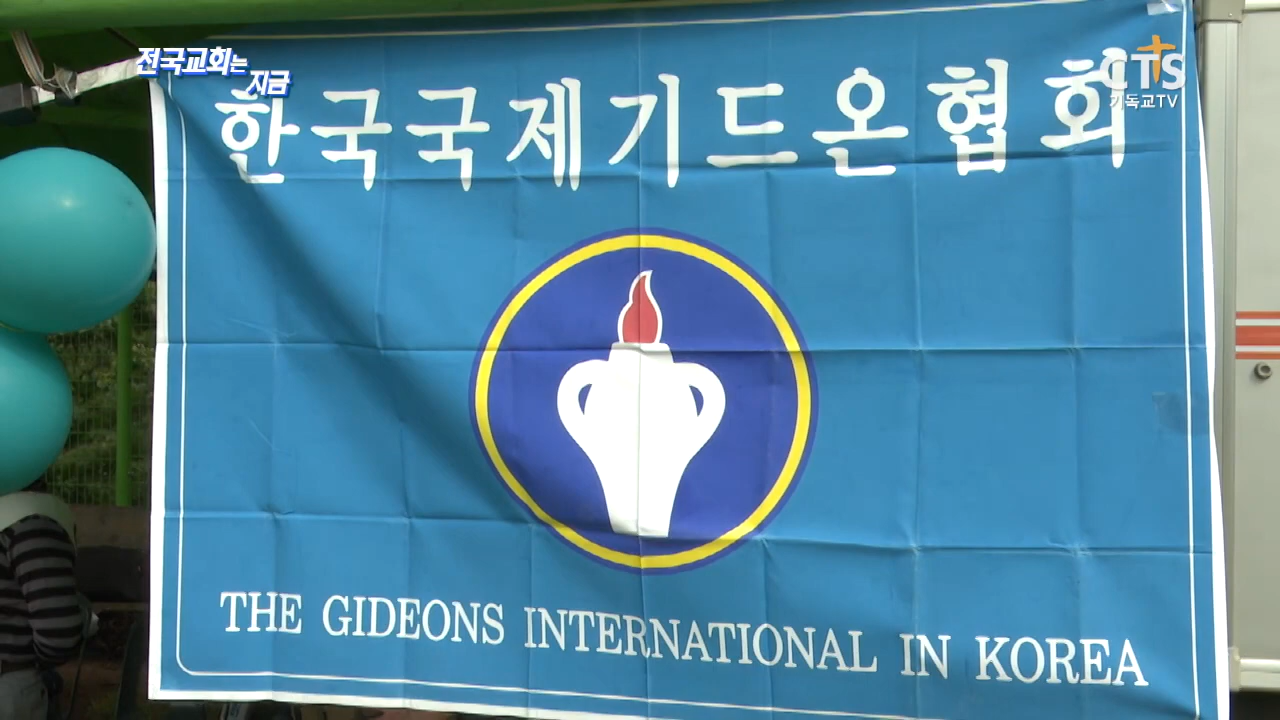 전국교회는
지금
CTS
기독교TV
한국국제기드온협회
THE GIDEONS INTERNATIONAL IN KOREA